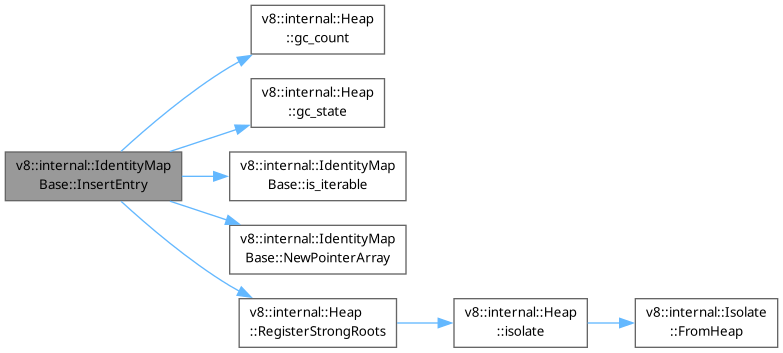 v8::internal::Heap
::gc_count
v8::internal::Heap
::gc_state
v8::internal::IdentityMap
Base::InsertEntry
v8::internal::IdentityMap
Base::is_iterable
v8::internal::IdentityMap
Base::NewPointerArray
v8::internal::Heap
::RegisterStrongRoots
v8::internal::Heap
::isolate
v8::internal::Isolate
::FromHeap